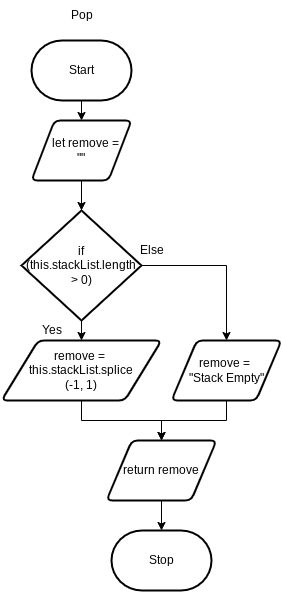 Pop
Start
let remove =
""
if
(this.stackList.length
> 0)
Else
Yes
remove =
this.stackList.splice
(-1, 1)
remove =
"Stack Empty"
return remove
Stop